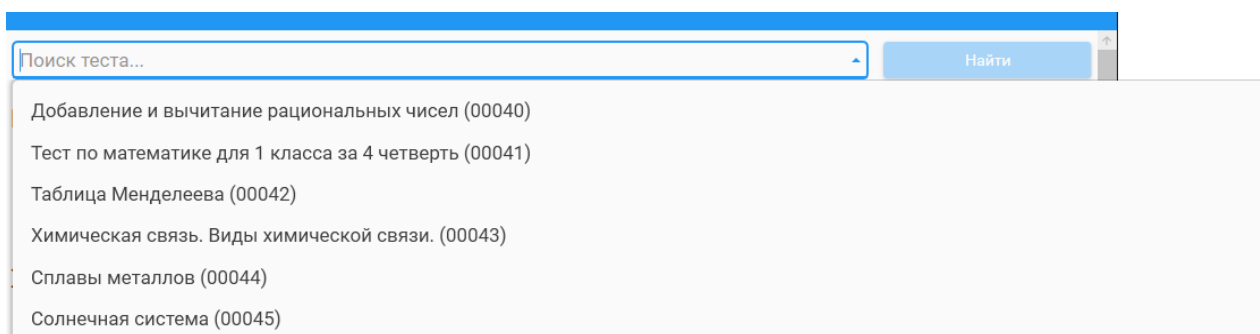 Поиск теста...
Найти
Добавление и вычитание рациональных чисел (00040)
Тест по математике для 1 класса за 4 четверть (00041)
Таблица Менделеева (00042)
Химическая связь. Виды химической связи. (00043)
Сплавы металлов (00044)
Солнечная система (00045)